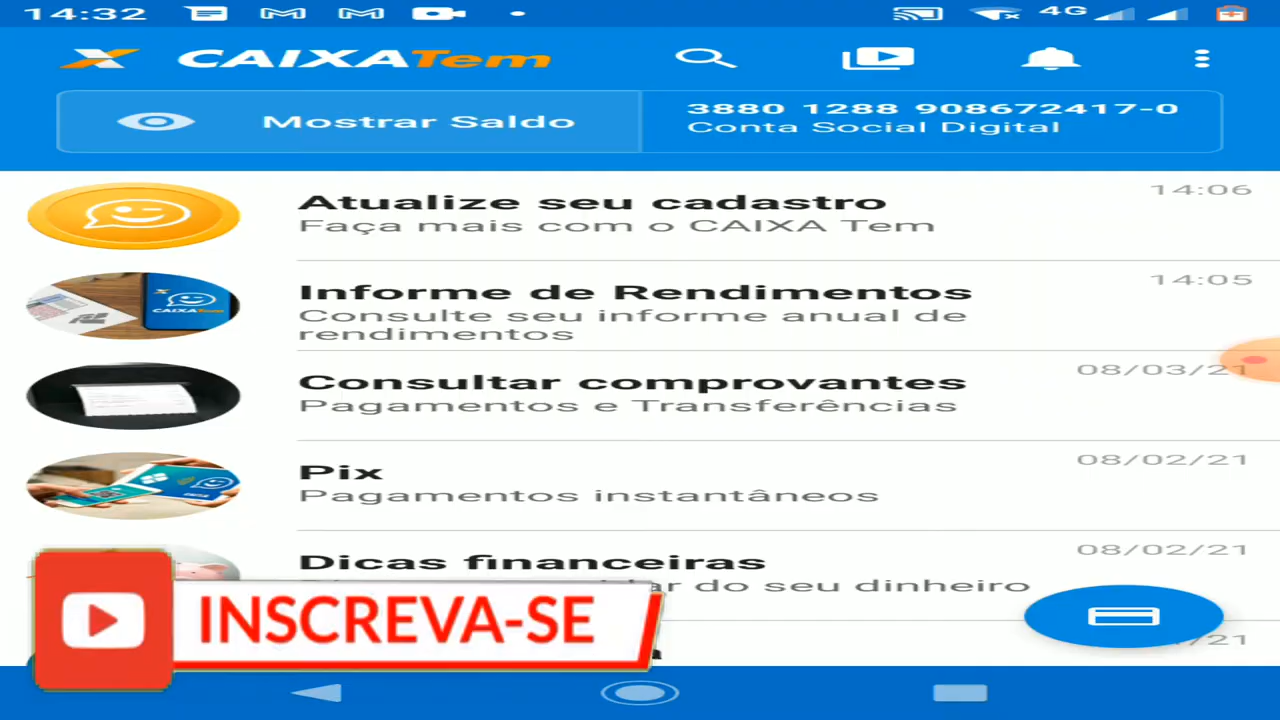 14:32
4G
CAIXATem
Mostrar Saldo
3880 1288 908672417-0
Conta Social Digital
Atualize seu cadastro
14:06
Faça mais com o CAIXA Tem
Informe de Rendimentos
14:05
Consulte seu informe anual de
rendimentos
Consultar comprovantes
08/03/21
Pagamentos e Transferências
Pix
08/02/21
Pagamentos instantâneos
Dicas financeiras
08/02/21
do seu dinheiro
INSCREVA-SE